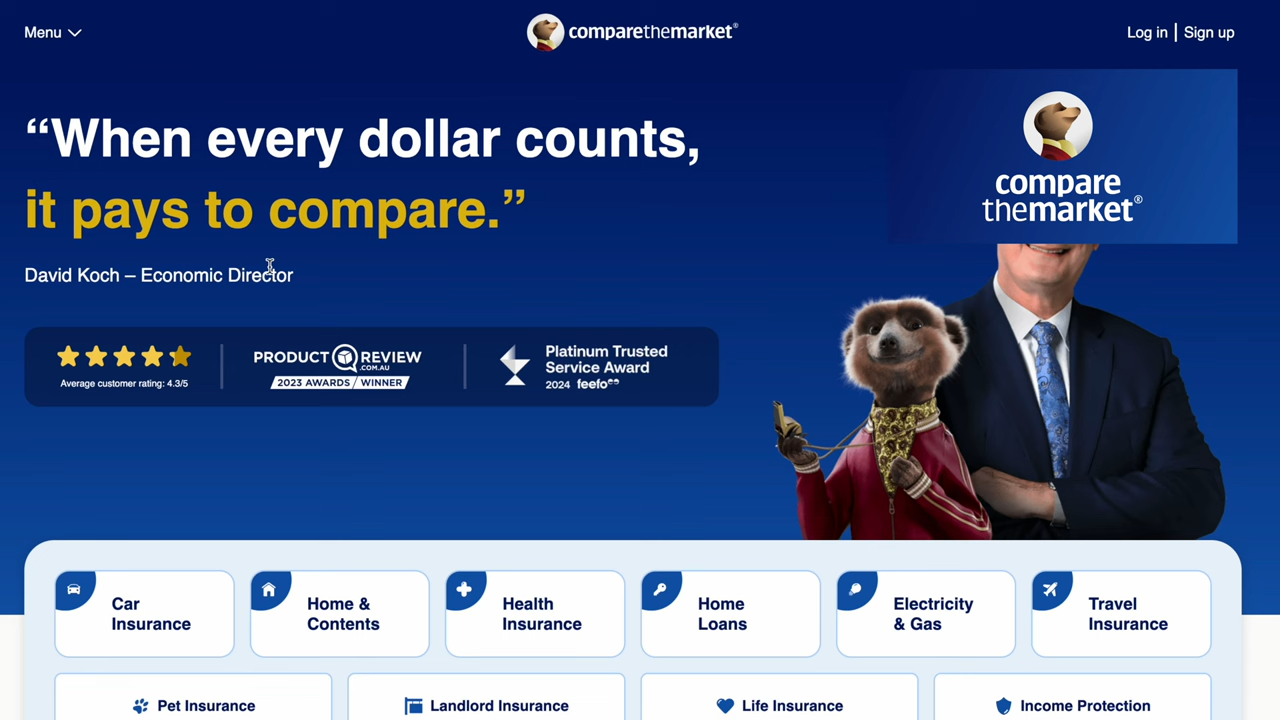 Menu
comparethemarket®
Log in | Sign up
“When every dollar counts,
it pays to compare.”
David Koch – Economic Director
compare
themarket®
Average customer rating: 4.3/5
PRODUCT REVIEW
.COM.AU
2023 AWARDS WINNER
Platinum Trusted
Service Award
2024 feefo
Car
Insurance
Home &
Contents
Health
Insurance
Home
Loans
Electricity
& Gas
Travel
Insurance
Pet Insurance
Landlord Insurance
Life Insurance
Income Protection